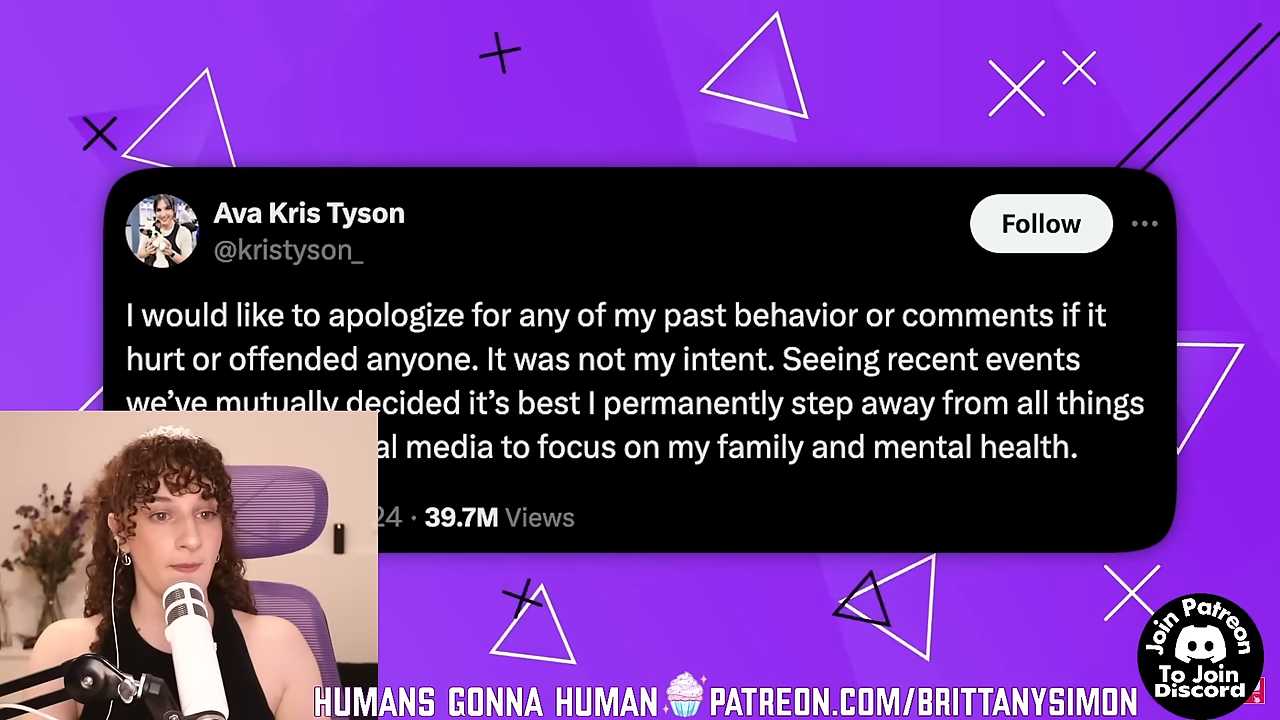 Ava Kris Tyson
@kristyson_
Follow
I would like to apologize for any of my past behavior or comments if it
hurt or offended anyone. It was not my intent. Seeing recent events
we've mutually decided it's best I permanently step away from all things
al media to focus on my family and mental health.
24 · 39.7M Views
Join Patreon
To Join
Discord
HUMANS GONNA HUMAN PATREON.COM/BRITTANYSIMON